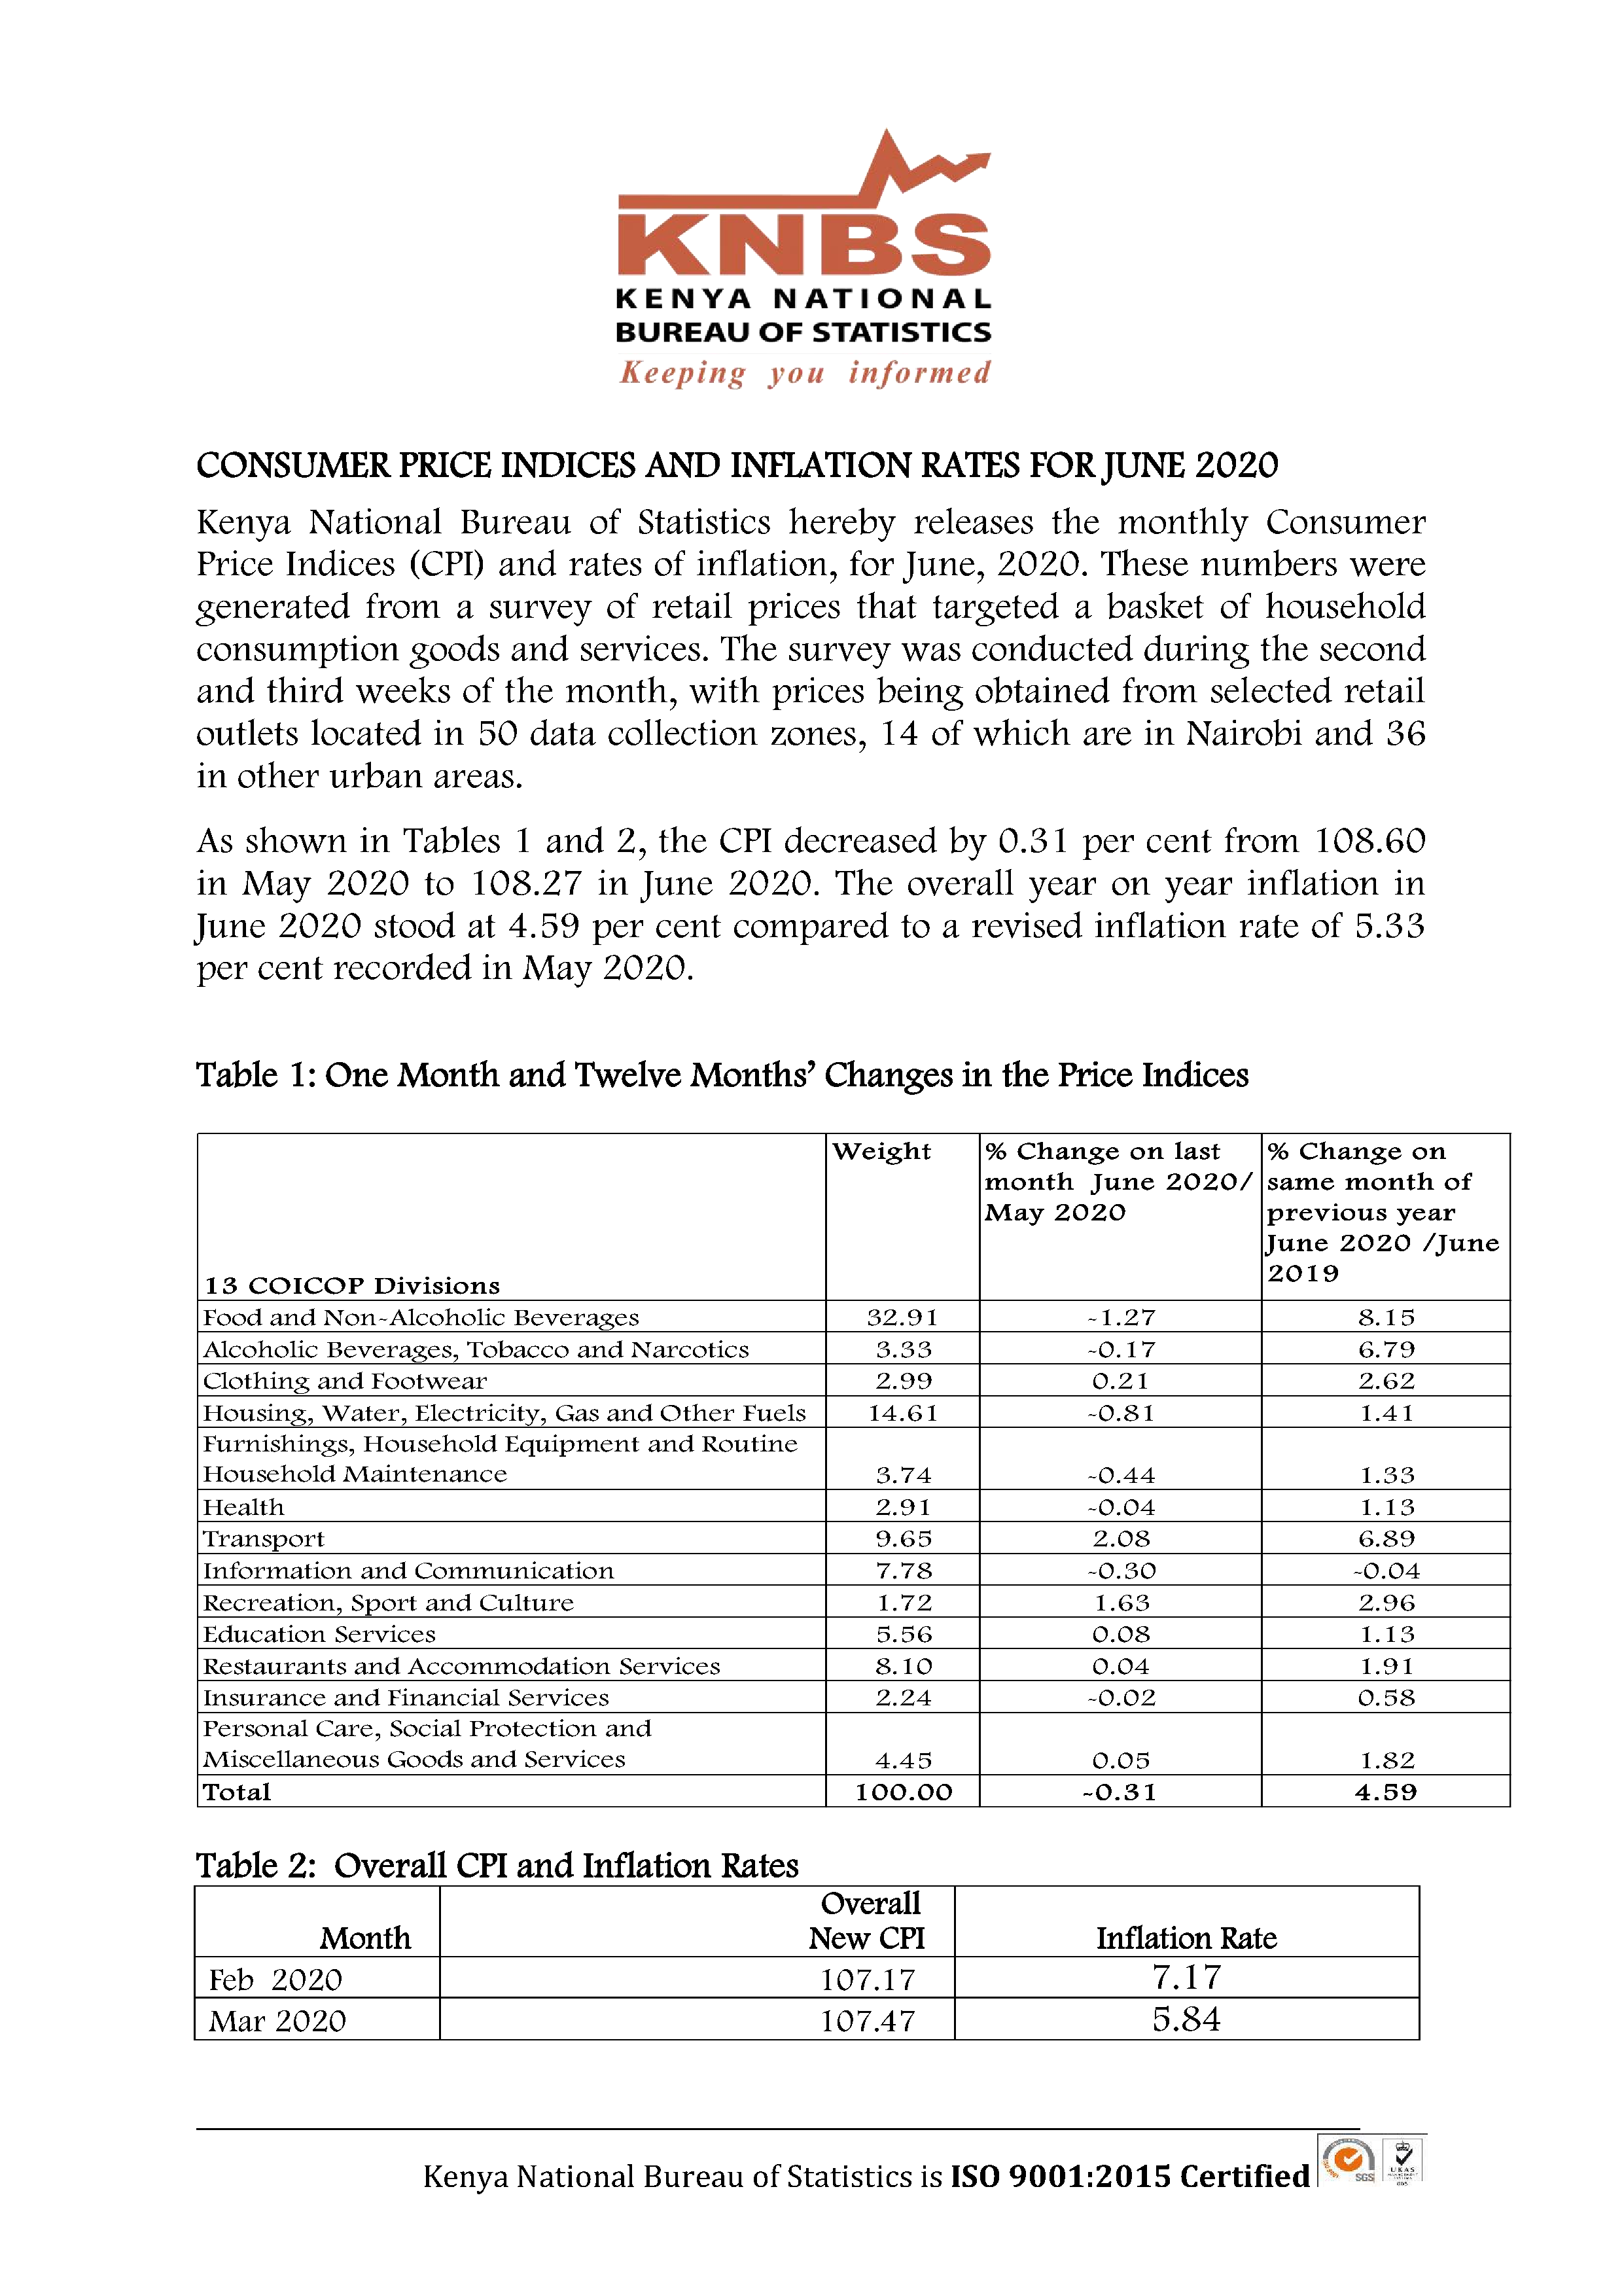 KNBS
KENYA NATIONAL
BUREAU OF STATISTICS
Keeping you informed
CONSUMER PRICE INDICES AND INFLATION RATES FOR JUNE 2020
Kenya National Bureau of Statistics hereby releases the monthly Consumer
Price Indices (CPI) and rates of inflation, for June, 2020. These numbers were
generated from a survey of retail prices that targeted a basket of household
consumption goods and services. The survey was conducted during the second
and third weeks of the month, with prices being obtained from selected retail
outlets located in 50 data collection zones, 14 of which are in Nairobi and 36
in other urban areas.
As shown in Tables 1 and 2, the CPI decreased by 0.31 per cent from 108.60
in May 2020 to 108.27 in June 2020. The overall year on year inflation in
June 2020 stood at 4.59 per cent compared to a revised inflation rate of 5.33
per cent recorded in May 2020.
Table 1: One Month and Twelve Months' Changes in the Price Indices
13 COICOP Divisions Weight % Change on last month June 2020/ May 2020 % Change on same month of previous year June 2020 /June 2019
Food and Non-Alcoholic Beverages 32.91 -1.27 8.15
Alcoholic Beverages, Tobacco and Narcotics 3.33 -0.17 6.79
Clothing and Footwear 2.99 0.21 2.62
Housing, Water, Electricity, Gas and Other Fuels 14.61 -0.81 1.41
Furnishings, Household Equipment and Routine
Household Maintenance 3.74 -0.44 1.33
Health 2.91 -0.04 1.13
Transport 9.65 2.08 6.89
Information and Communication 7.78 -0.30 -0.04
Recreation, Sport and Culture 1.72 1.63 2.96
Education Services 5.56 0.08 1.13
Restaurants and Accommodation Services 8.10 0.04 1.91
Insurance and Financial Services 2.24 -0.02 0.58
Personal Care, Social Protection and
Miscellaneous Goods and Services 4.45 0.05 1.82
Total 100.00 -0.31 4.59
Table 2: Overall CPI and Inflation Rates
Overall
Month New CPI Inflation Rate
Feb 2020 107.17 7.17
Mar 2020 107.47 5.84
Kenya National Bureau of Statistics is ISO 9001:2015 Certified
SGS
UKAS